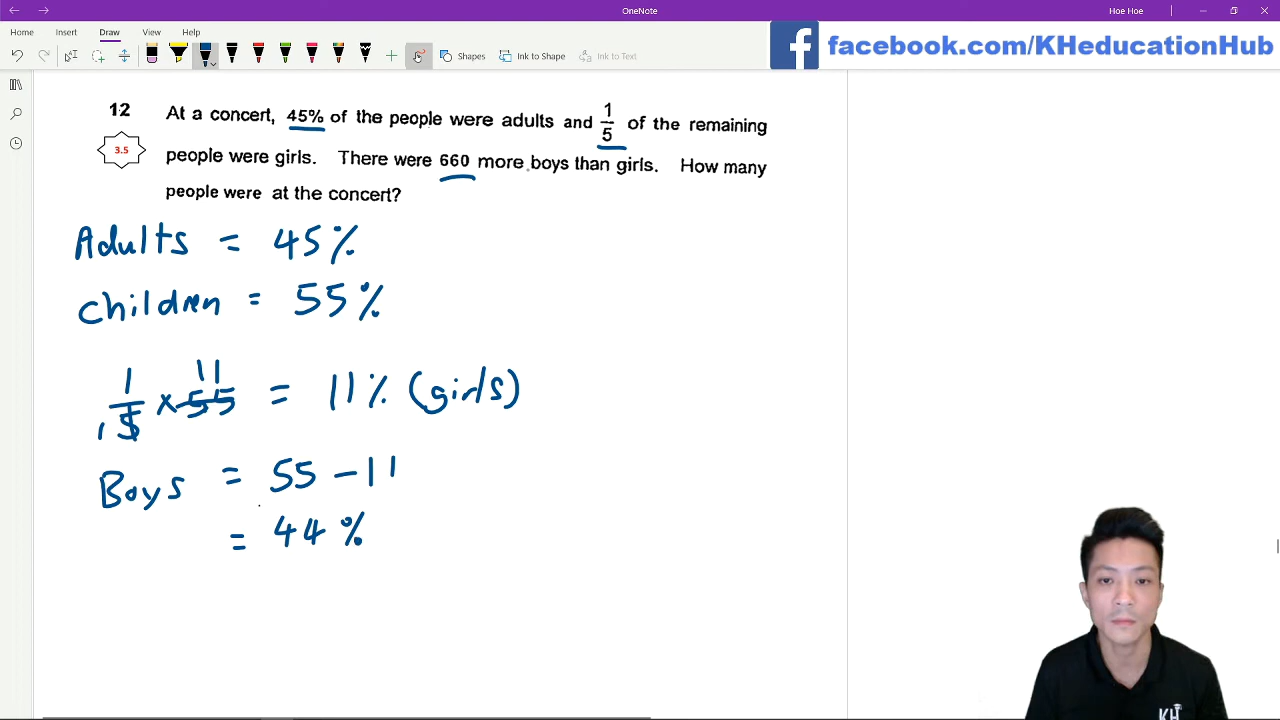 OneNote
Hoe Hoe
Home Insert Draw View Help
Shapes Ink to Shape Ink to Text
facebook.com/KHeducationHub
12 At a concert, 45% of the people were adults and 1/5 of the remaining
3.5 people were girls. There were 660 more boys than girls. How many
people were at the concert?
Adults = 45%
Children = 55%
1/5 × 55 = 11% (girls)
11
1
Boys = 55 - 11
= 44%
KH